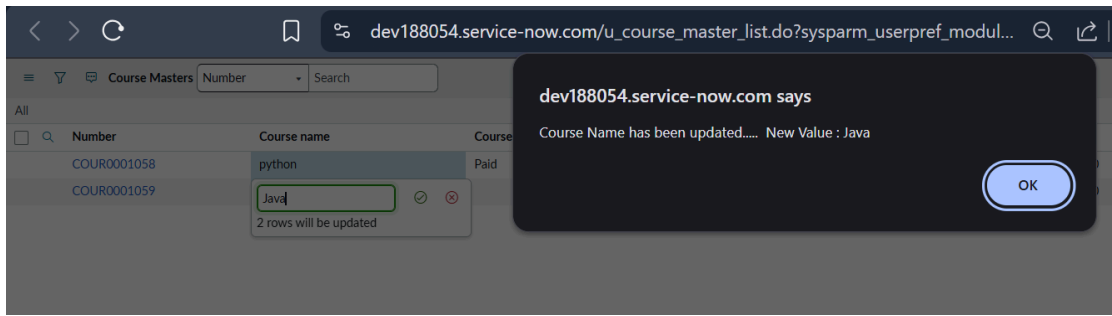 dev188054.service-now.com/u_course_master_list.do?sysparm_userpref_modul...
Course Masters Number Search
All
Number Course name Course
COUR0001058 python Paid
COUR0001059
Java
2 rows will be updated
dev188054.service-now.com says
Course Name has been updated..... New Value : Java
OK